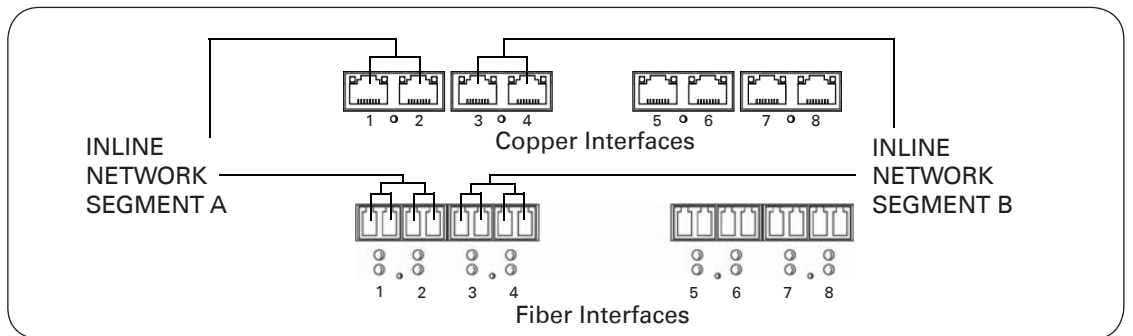 1 2 3 4 5 6 7 8
Copper Interfaces
INLINE
NETWORK
SEGMENT A
INLINE
NETWORK
SEGMENT B
1 2 3 4 5 6 7 8
Fiber Interfaces